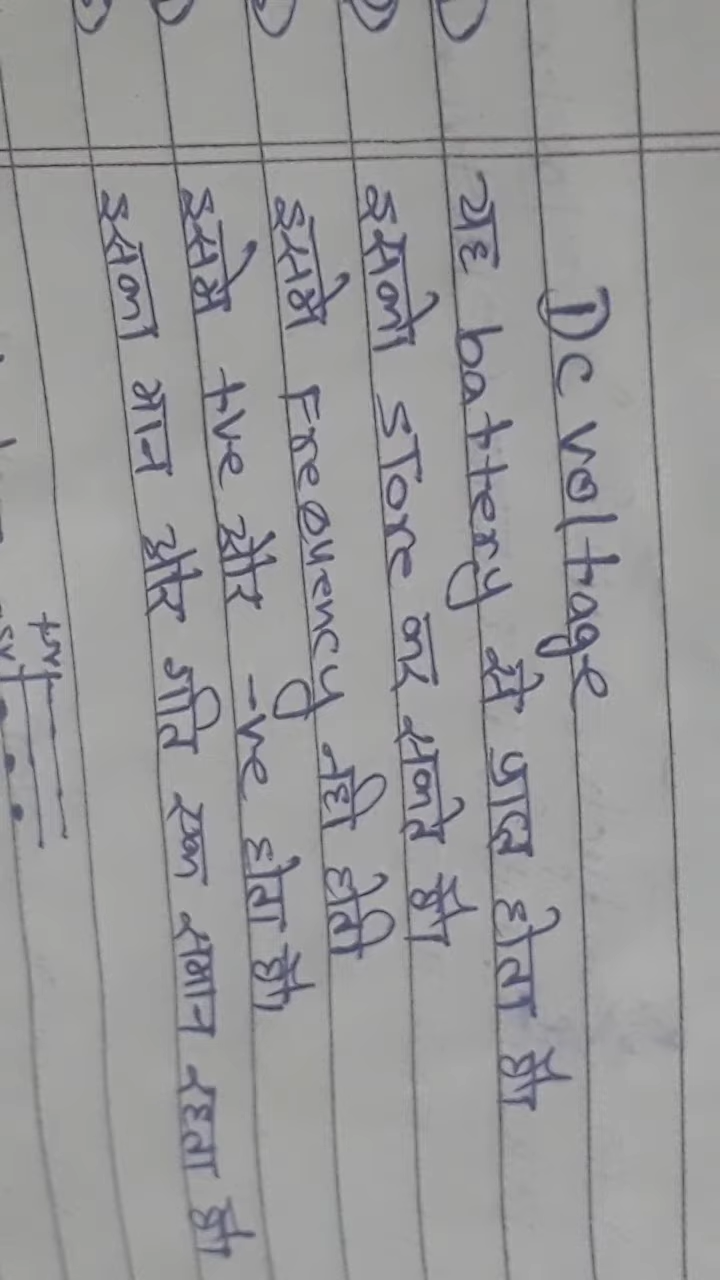 DC voltage
यह battery से प्राप्त होता है।
इसको store कर सकते है।
इसमे Frequency नही होती
इसमे +ve और -ve होता है।
इसका मान और गति एक समान रहता है।
+ve